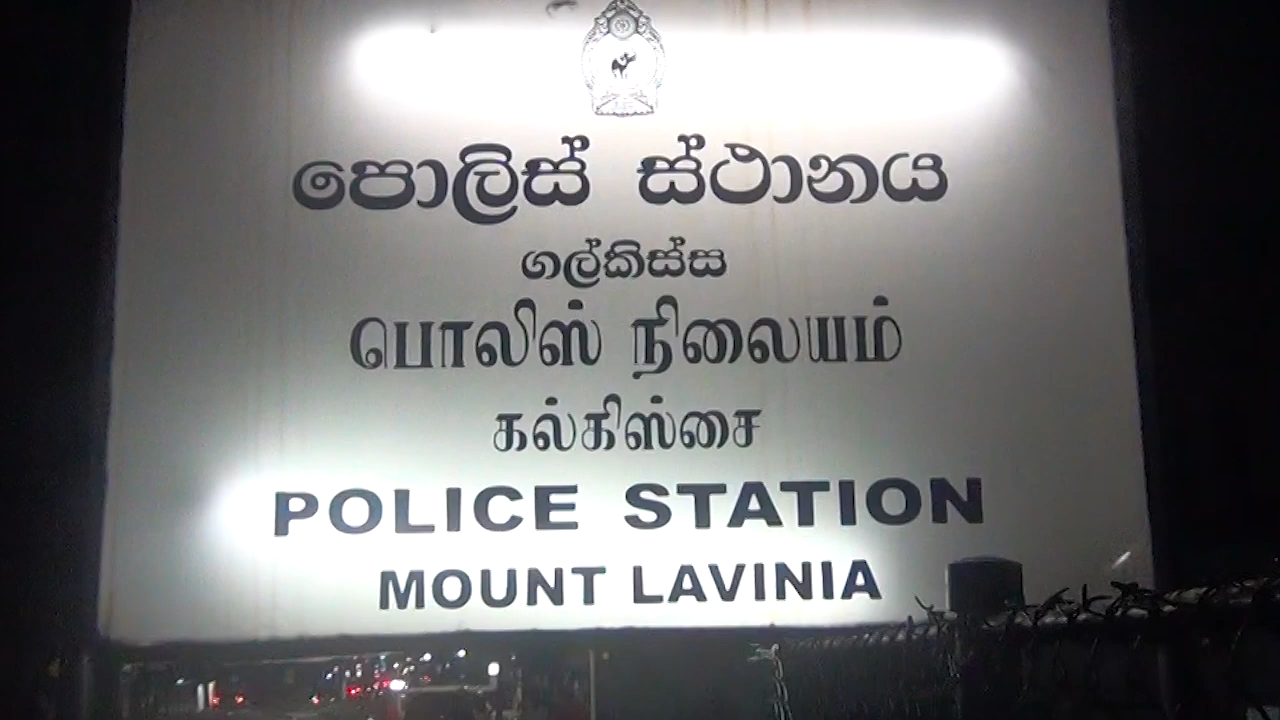 පොලිස් ස්ථානය
ගල්කිස්ස
பொலிஸ் நிலையம்
கல்கிஸ்சை
POLICE STATION
MOUNT LAVINIA